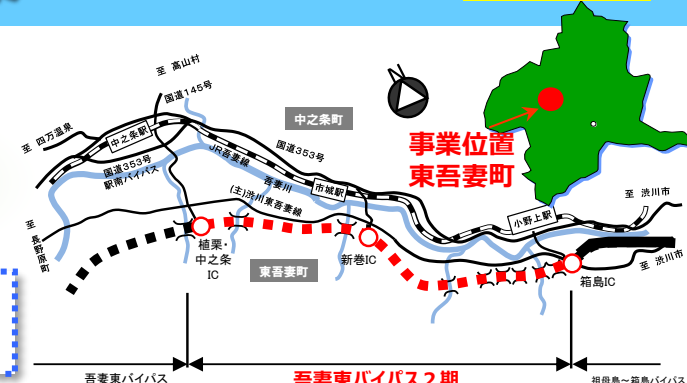 至 高山村
国道145号
中之条町
至 四万温泉
中之条駅
国道353号
駅南バイパス
JR吾妻線
国道353号
吾妻川
市城駅
(主)渋川東吾妻線
事業位置
東吾妻町
至 渋川市
小野上駅
至 長野原町
植栗・
中之条
IC
東吾妻町
新巻IC
箱島IC
至 渋川市
吾妻東バイパス
吾妻東バイパス２期
祖母島～箱島バイパス